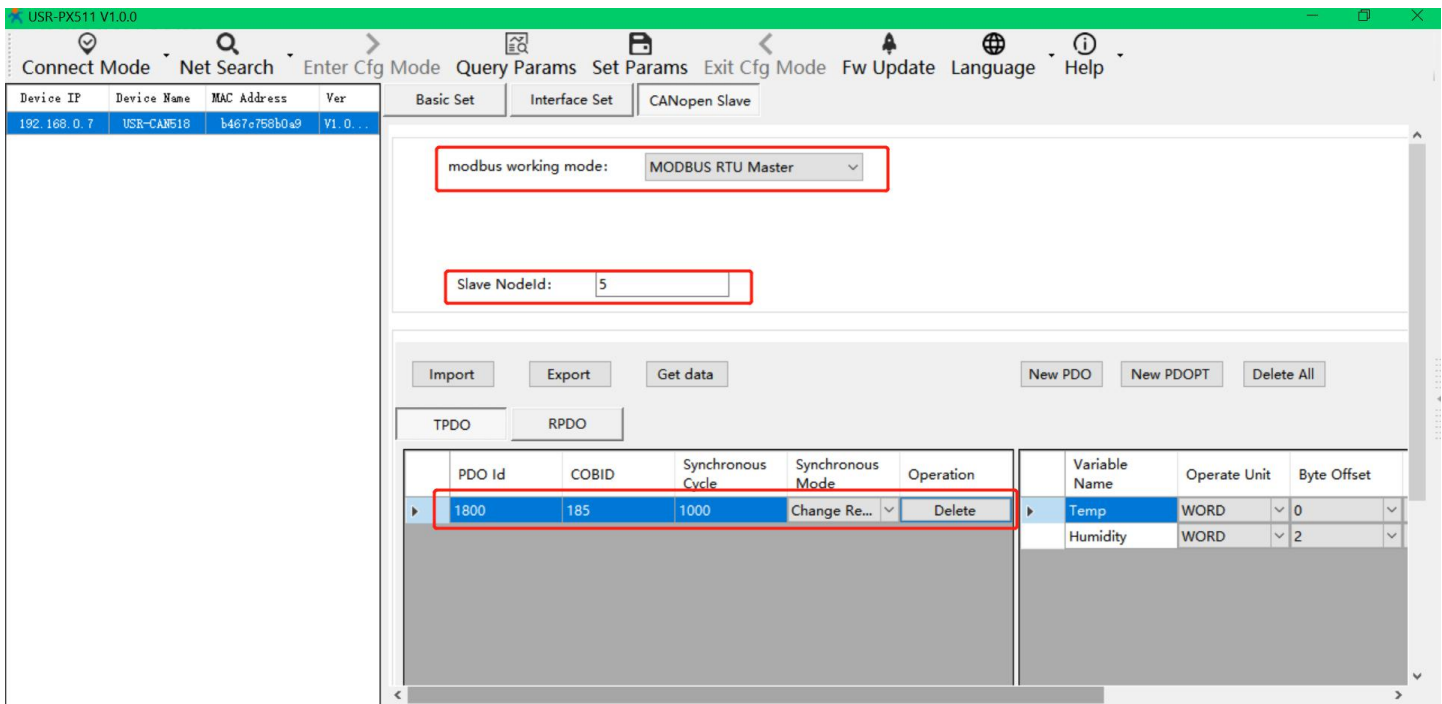 USR-PX511 V1.0.0
Connect Mode Net Search Enter Cfg Mode Query Params Set Params Exit Cfg Mode Fw Update Language Help
Device IP Device Name MAC Address Ver
192.168.0.7 USR-CAN518 b467c758b0a9 V1.0...
Basic Set Interface Set CANopen Slave
modbus working mode: MODBUS RTU Master
Slave NodeId: 5
Import Export Get data New PDO New PDOPT Delete All
TPDO RPDO
PDO Id COBID Synchronous Cycle Synchronous Mode Operation Variable Name Operate Unit Byte Offset
1800 185 1000 Change Re... Delete Temp WORD 0
Humidity WORD 2